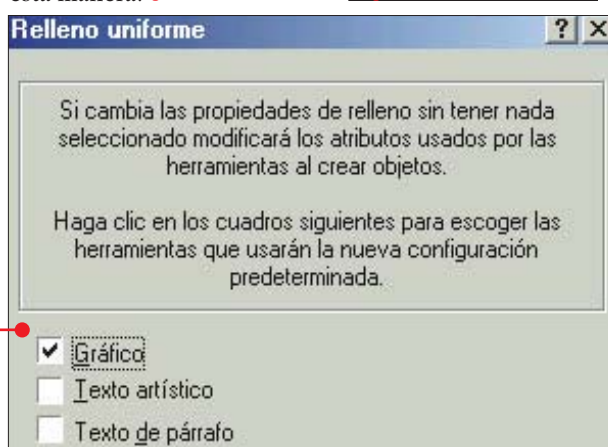 esta manera.
Relleno uniforme
Si cambia las propiedades de relleno sin tener nada
seleccionado modificará los atributos usados por las
herramientas al crear objetos.
Haga clic en los cuadros siguientes para escoger las
herramientas que usarán la nueva configuración
predeterminada.
Gráfico
Texto artístico
Texto de párrafo